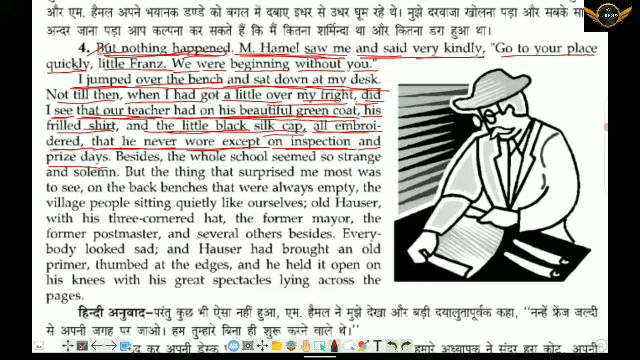 और एम. हैमल अपने भयानक डण्डे को बगल में दबाए इधर से उधर घूम रहे थे। मुझे दरवाजा खोलना पड़ा और सबके साम
अन्दर जाना पड़ा आप कल्पना कर सकते हैं कि मैं कितना शर्मिन्दा था और कितना डरा हुआ था।
4. But nothing happened. M. Hamel saw me and said very kindly, "Go to your place
quickly, little Franz. We were beginning without you."
I jumped over the bench and sat down at my desk.
Not till then, when I had got a little over my fright, did
I see that our teacher had on his beautiful green coat, his
frilled shirt, and the little black silk cap, all embroi-
dered, that he never wore except on inspection and
prize days. Besides, the whole school seemed so strange
and solemn. But the thing that surprised me most was
to see, on the back benches that were always empty, the
village people sitting quietly like ourselves; old Hauser,
with his three-cornered hat, the former mayor, the
former postmaster, and several others besides. Every-
body looked sad; and Hauser had brought an old
primer, thumbed at the edges, and he held it open on
his knees with his great spectacles lying across the
pages.
हिन्दी अनुवाद-परंतु कुछ भी ऐसा नहीं हुआ, एम. हैमल ने मुझे देखा और बड़ी दयालुतापूर्वक कहा, "नन्हें फ्रेंज जल्दी
से अपनी जगह पर जाओ। हम तुम्हारे बिना ही शुरू करने वाले थे।"
कर अपनी डेस्क
हमारे अध्यापक ने सुंदर हरा कोट, अपनी